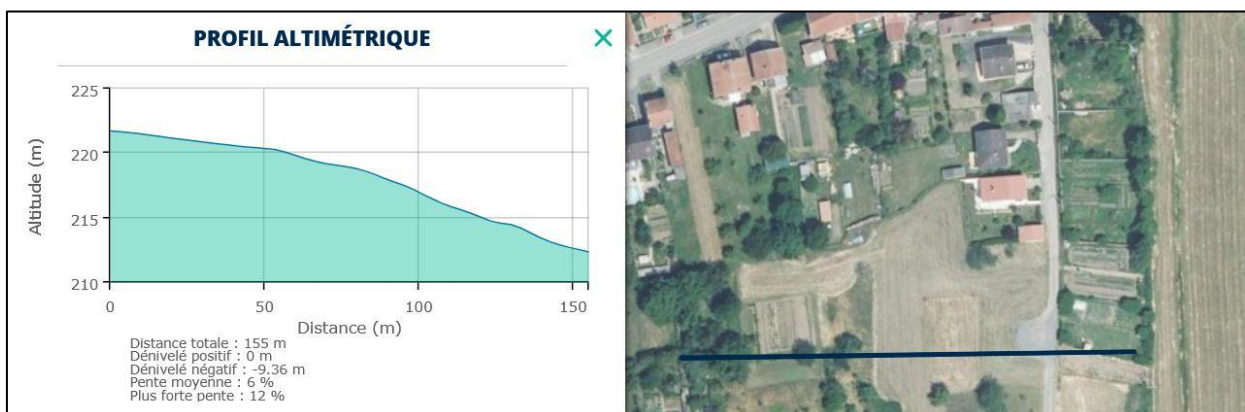 PROFIL ALTIMÉTRIQUE
225
220
215
210
Altitude (m)
0 50 100 150
Distance (m)
Distance totale : 155 m
Dénivelé positif : 0 m
Dénivelé négatif : -9.36 m
Pente moyenne : 6 %
Plus forte pente : 12 %